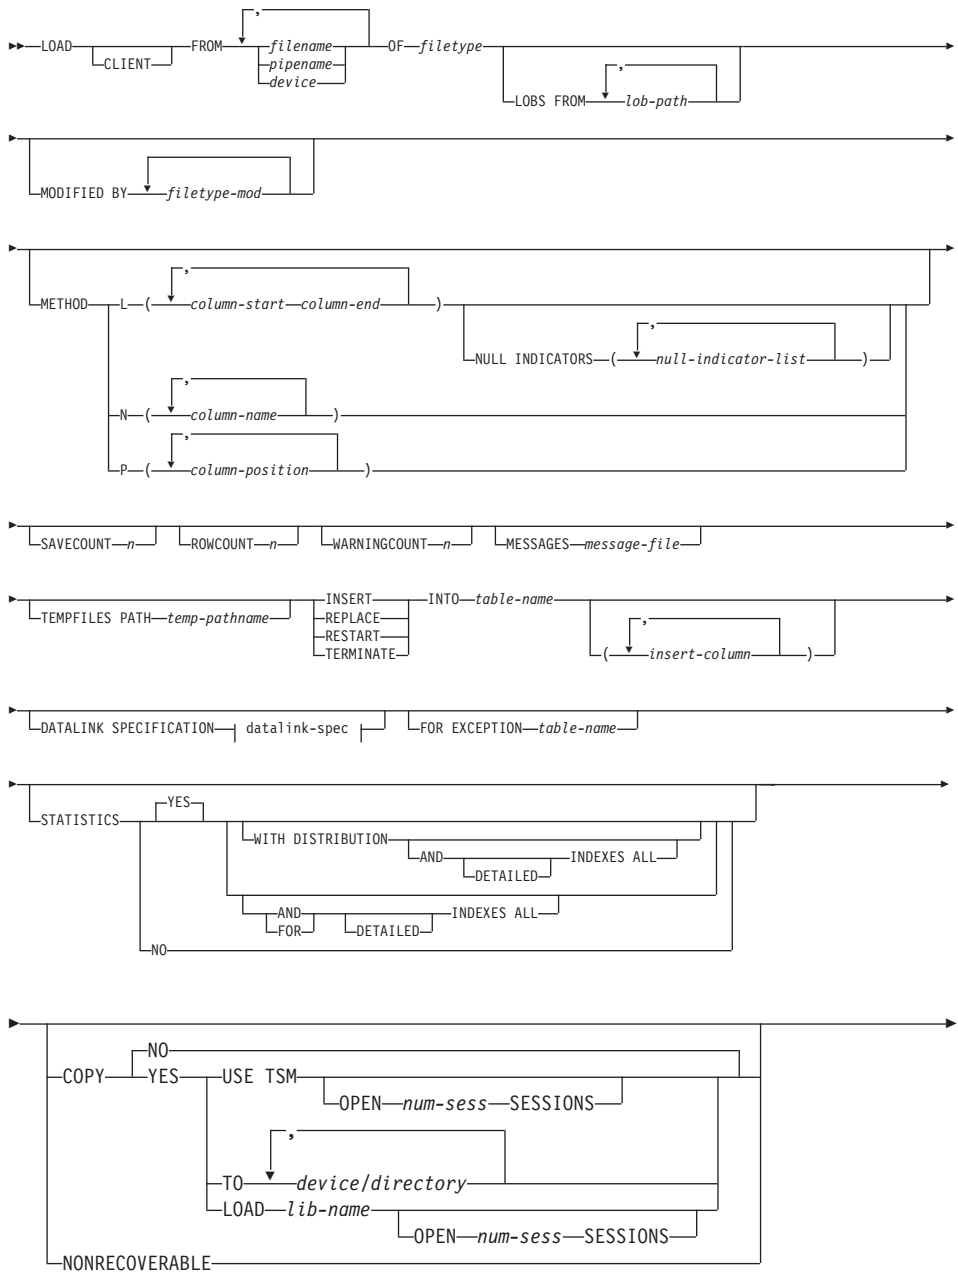 ,
LOAD CLIENT FROM filename OF filetype
pipename
device
,
LOBS FROM lob-path
MODIFIED BY filetype-mod
,
METHOD L ( column-start column-end )
,
NULL INDICATORS ( null-indicator-list )
,
N ( column-name )
,
P ( column-position )
SAVECOUNT n ROWCOUNT n WARNINGCOUNT n MESSAGES message-file
TEMPFILES PATH temp-pathname INSERT INTO table-name
REPLACE
RESTART
TERMINATE
,
( insert-column )
DATALINK SPECIFICATION datalink-spec FOR EXCEPTION table-name
YES
STATISTICS
WITH DISTRIBUTION
AND INDEXES ALL
DETAILED
AND INDEXES ALL
FOR DETAILED
NO
NO
COPY YES USE TSM
OPEN num-sess SESSIONS
,
TO device/directory
LOAD lib-name
OPEN num-sess SESSIONS
NONRECOVERABLE